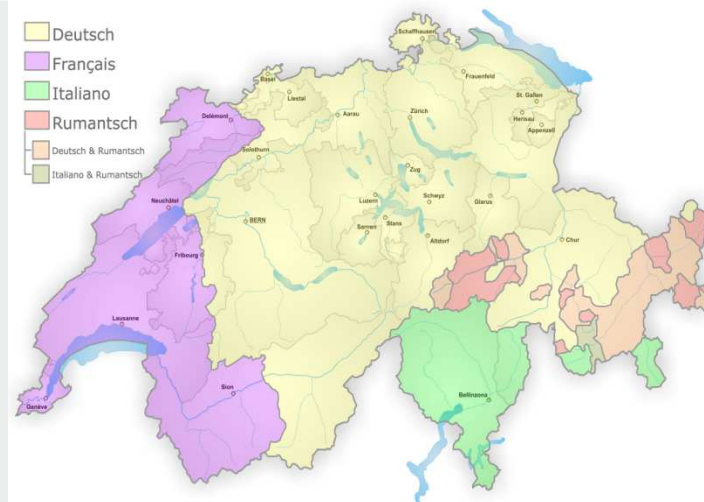 Deutsch
Français
Italiano
Rumantsch
Deutsch & Rumantsch
Italiano & Rumantsch
Schaffhausen
Basel
Liestal
Frauenfeld
Delémont
Aarau
Zürich
St. Gallen
Herisau
Appenzell
Solothurn
Zug
Neuchâtel
Luzern
Schwyz
Glarus
BERN
Stans
Sarnen
Altdorf
Chur
Fribourg
Lausanne
Sion
Genève
Bellinzona